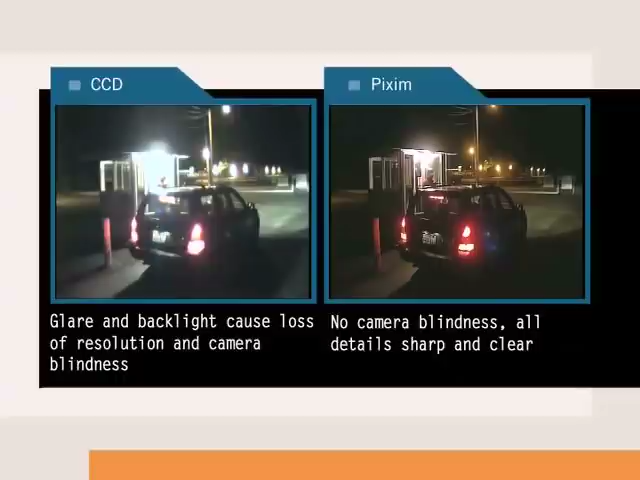 CCD
Pixim
Glare and backlight cause loss
of resolution and camera
blindness
No camera blindness, all
details sharp and clear